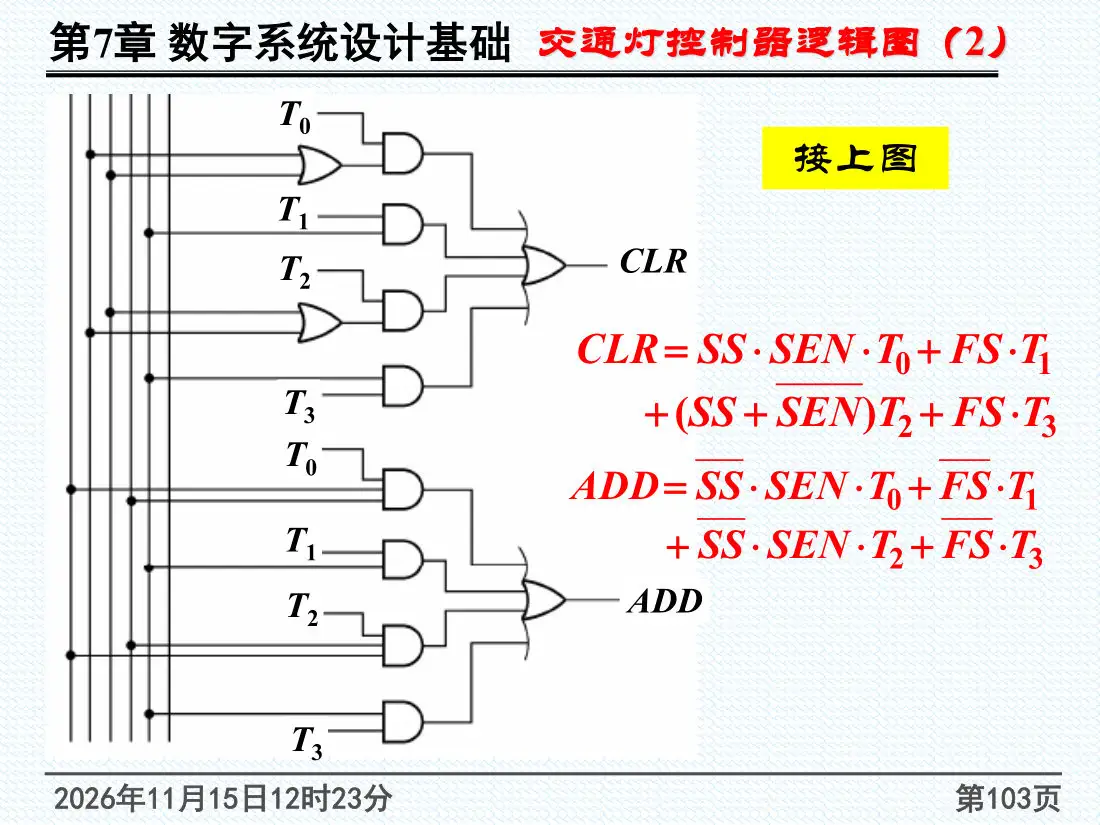 第7章 数字系统设计基础 交通灯控制器逻辑图（2）
接上图
T₀
T₁
T₂
T₃
CLR
T₀
T₁
T₂
T₃
ADD
CLR = SS · SEN · T₀ + FS · T₁
+ (SS + S̅E̅N̅)T₂ + FS · T₃
ADD = S̅S̅ · SEN · T₀ + F̅S̅ · T₁
+ S̅S̅ · SEN · T₂ + F̅S̅ · T₃
2026年11月15日12时23分
第103页